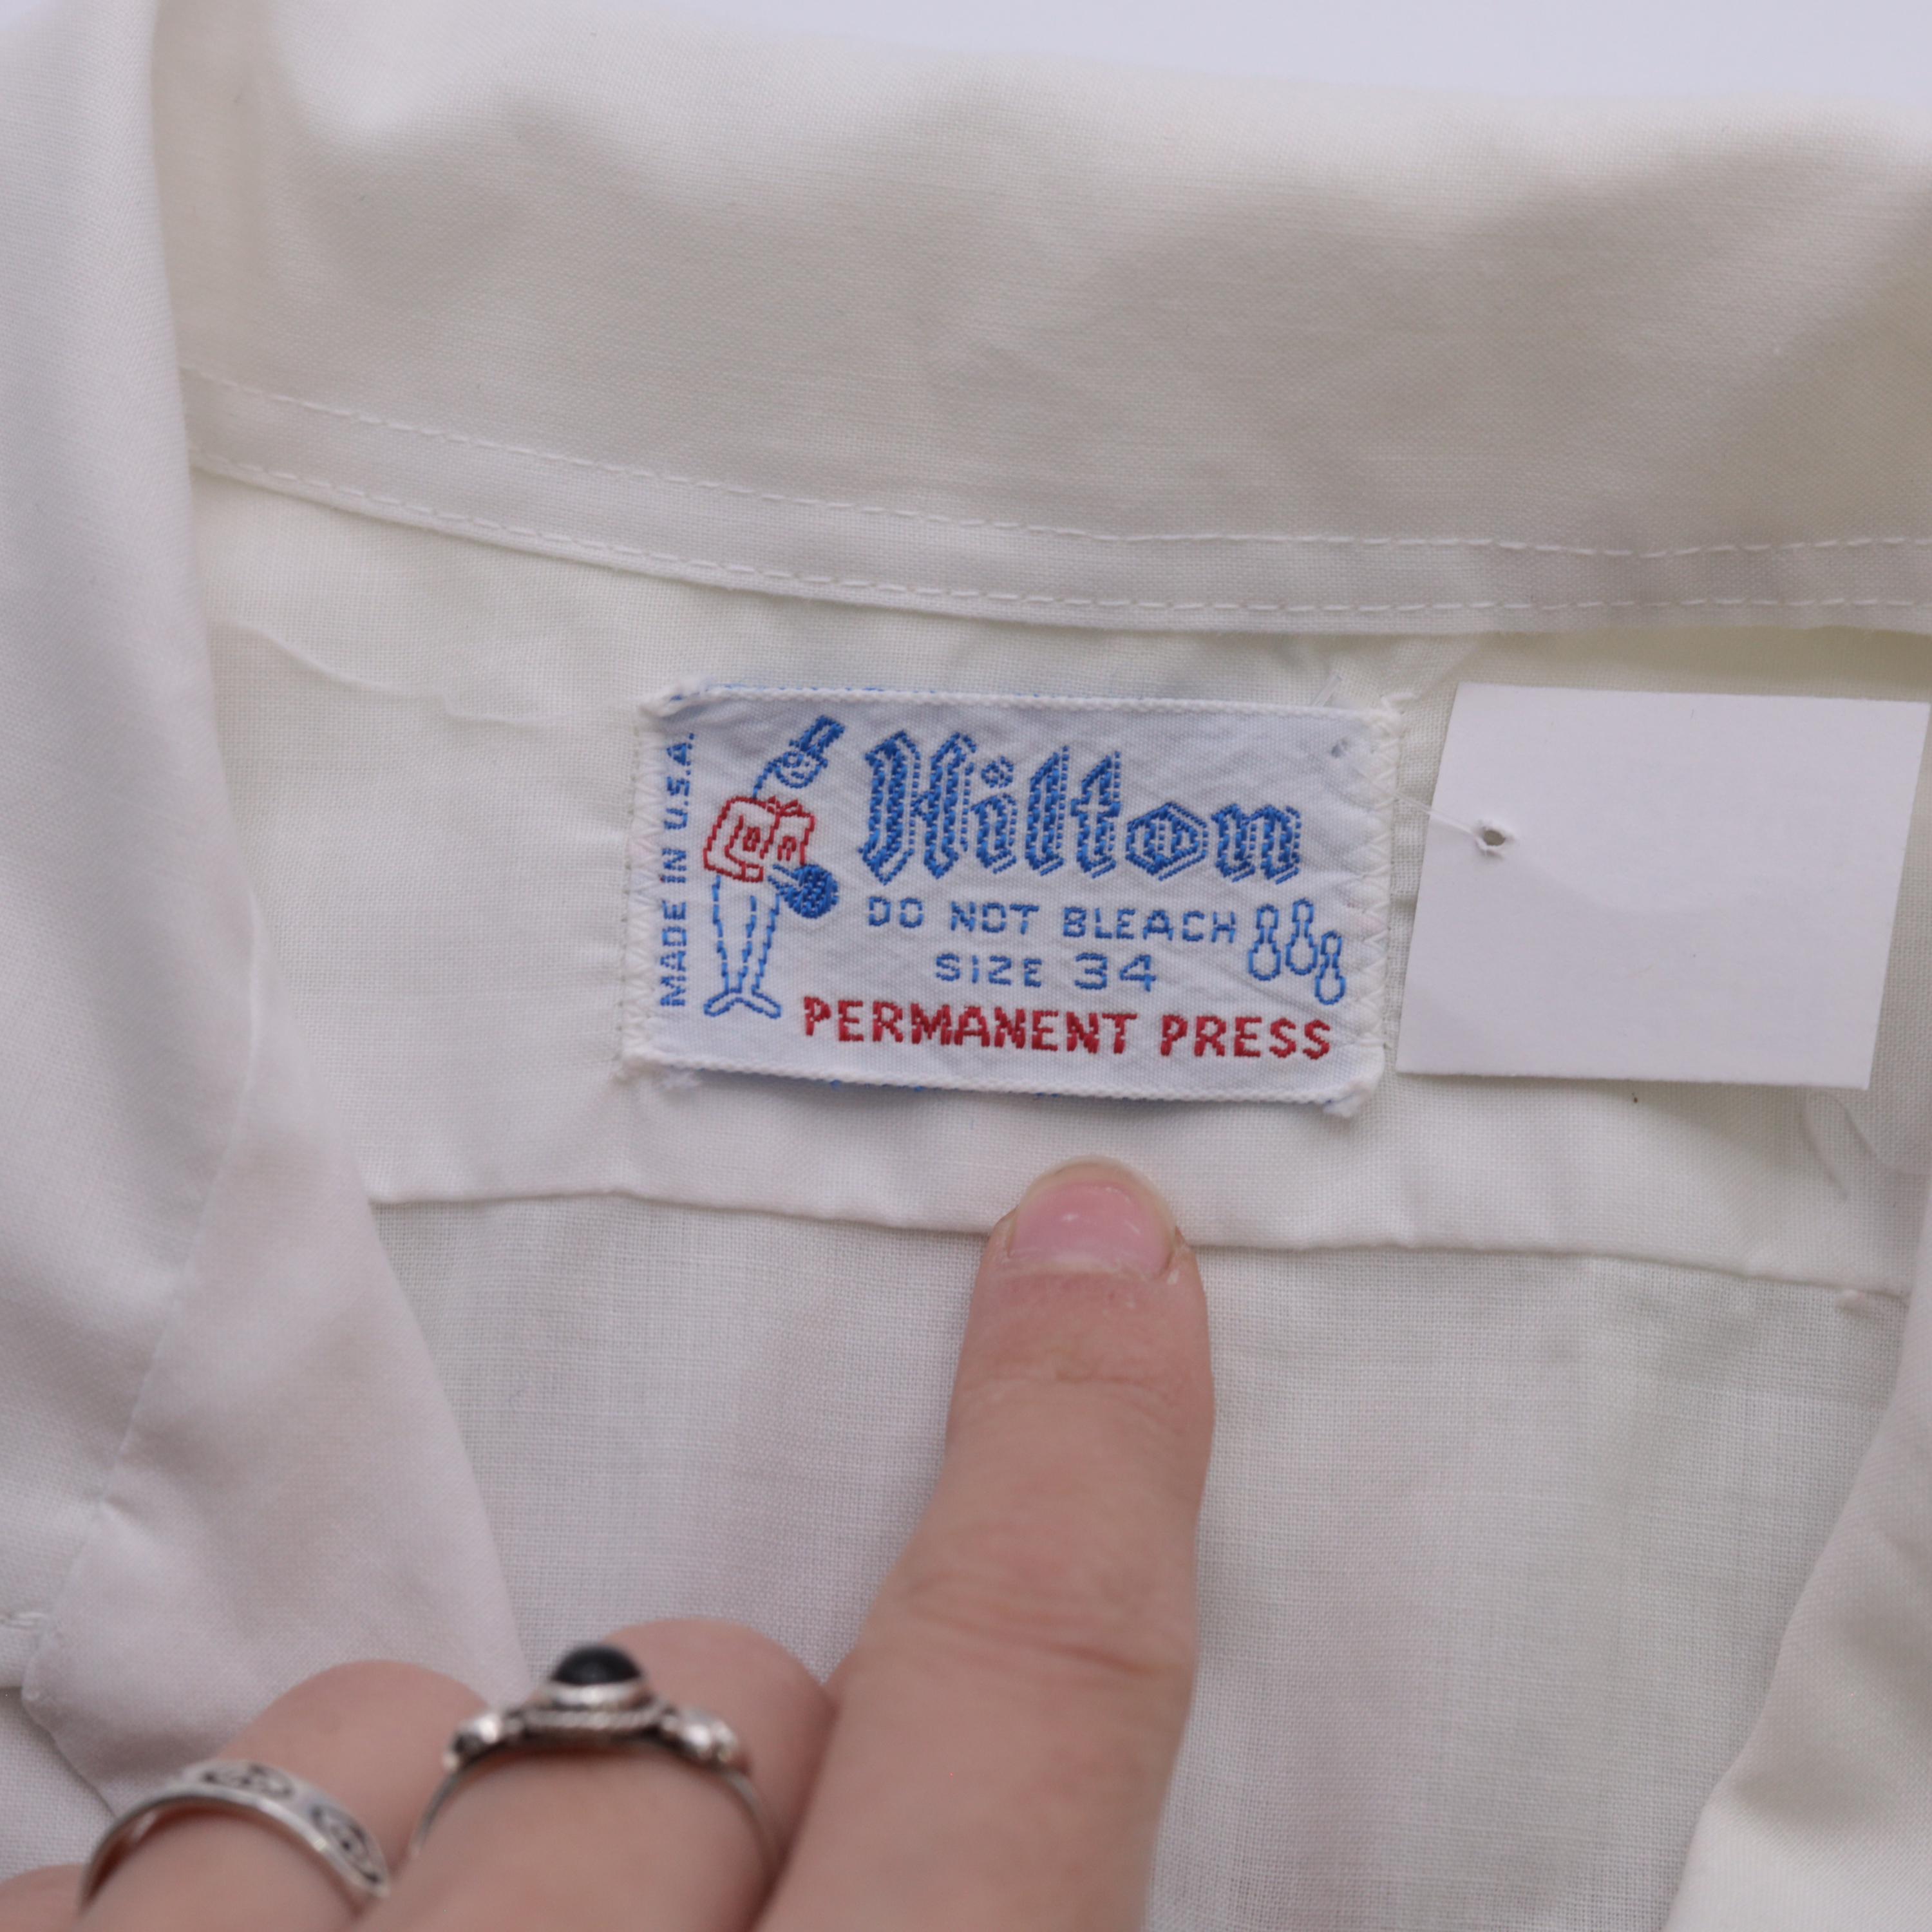 MADE IN U.S.A.
Hilton
DO NOT BLEACH
SIZE 34
PERMANENT PRESS